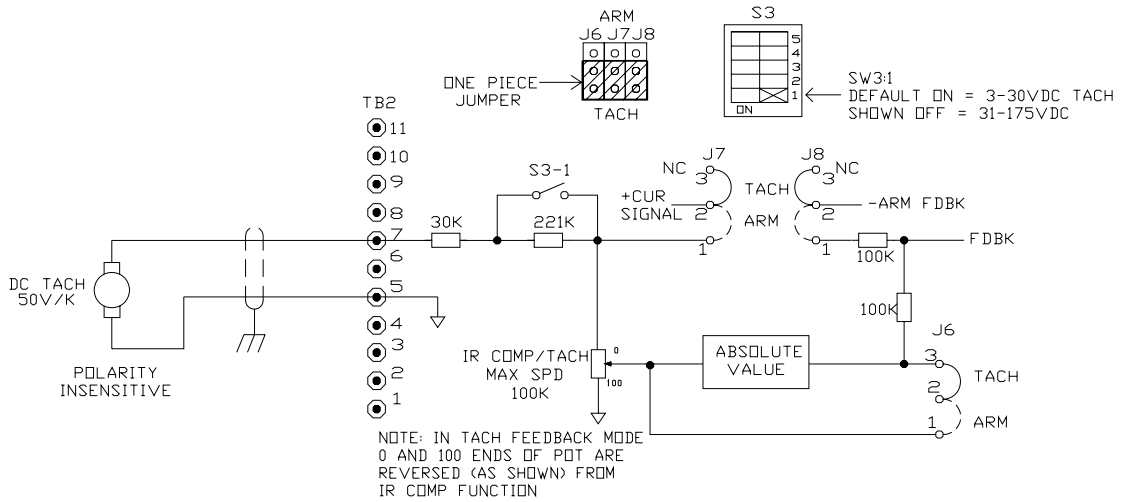 ARM
J6 J7 J8
ONE PIECE
JUMPER
TACH
S3
5
4
3
2
1
ON
SW3:1
DEFAULT ON = 3-30VDC TACH
SHOWN OFF = 31-175VDC
TB2
11
10
9
8
7
6
5
4
3
2
1
DC TACH
50V/K
POLARITY
INSENSITIVE
30K
S3-1
221K
J7
NC
3
+CUR
SIGNAL
2
1
TACH
ARM
J8
NC
3
2
-ARM FDBK
1
100K
FDBK
100K
IR COMP/TACH
MAX SPD
100K
0
100
ABSOLUTE
VALUE
J6
3
2
1
TACH
ARM
NOTE: IN TACH FEEDBACK MODE
0 AND 100 ENDS OF POT ARE
REVERSED (AS SHOWN) FROM
IR COMP FUNCTION